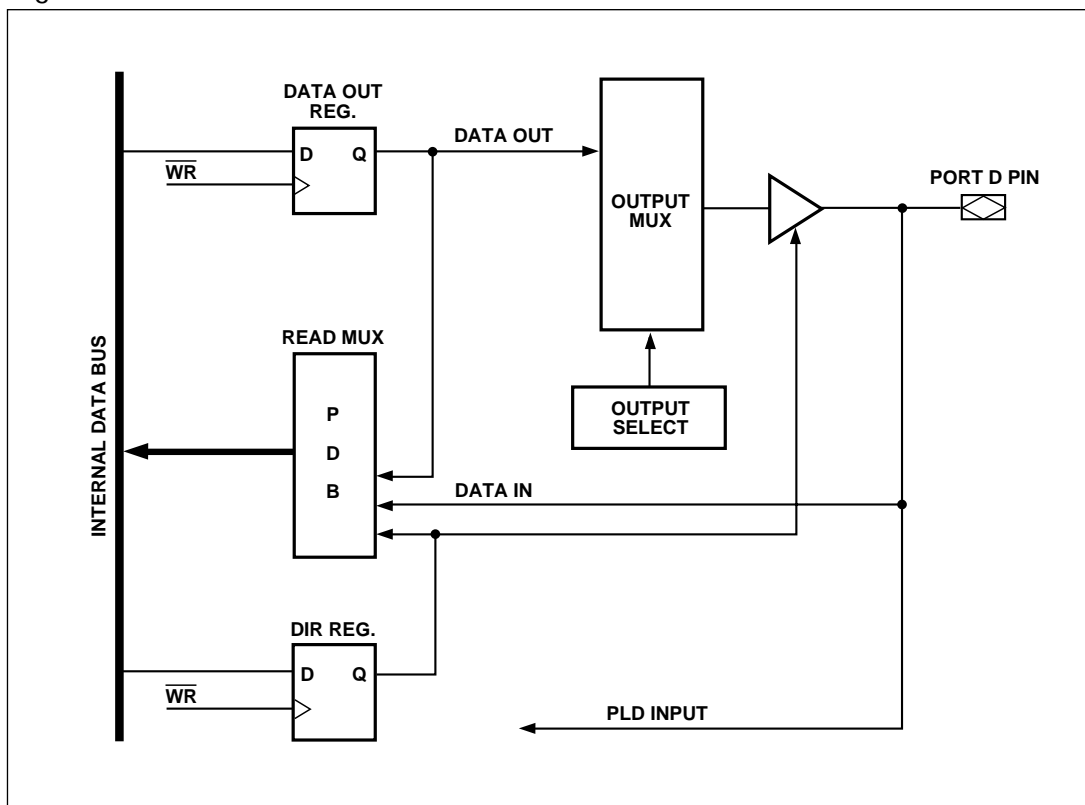 DATA OUT
REG.
D Q
WR
DATA OUT
OUTPUT
MUX
PORT D PIN
READ MUX
P
D
B
INTERNAL DATA BUS
OUTPUT
SELECT
DATA IN
DIR REG.
D Q
WR
PLD INPUT